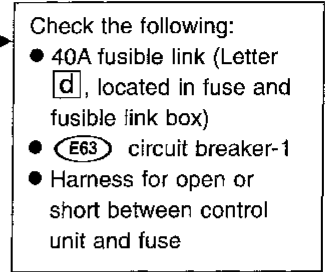 Check the following:
● 40A fusible link (Letter
d, located in fuse and
fusible link box)
● E63 circuit breaker-1
● Harness for open or
short between control
unit and fuse